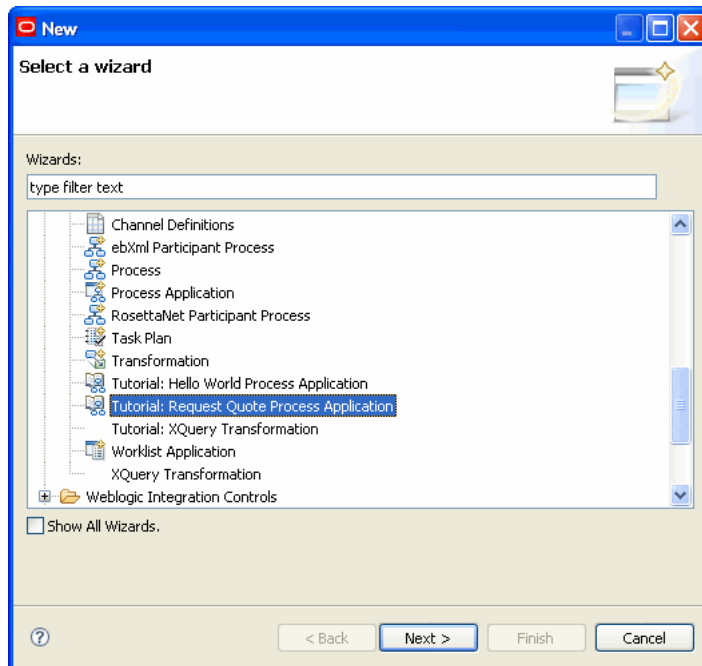 New
Select a wizard
Wizards:
type filter text
Channel Definitions
ebXml Participant Process
Process
Process Application
RosettaNet Participant Process
Task Plan
Transformation
Tutorial: Hello World Process Application
Tutorial: Request Quote Process Application
Tutorial: XQuery Transformation
Worklist Application
XQuery Transformation
Weblogic Integration Controls
Show All Wizards.
? < Back Next > Finish Cancel